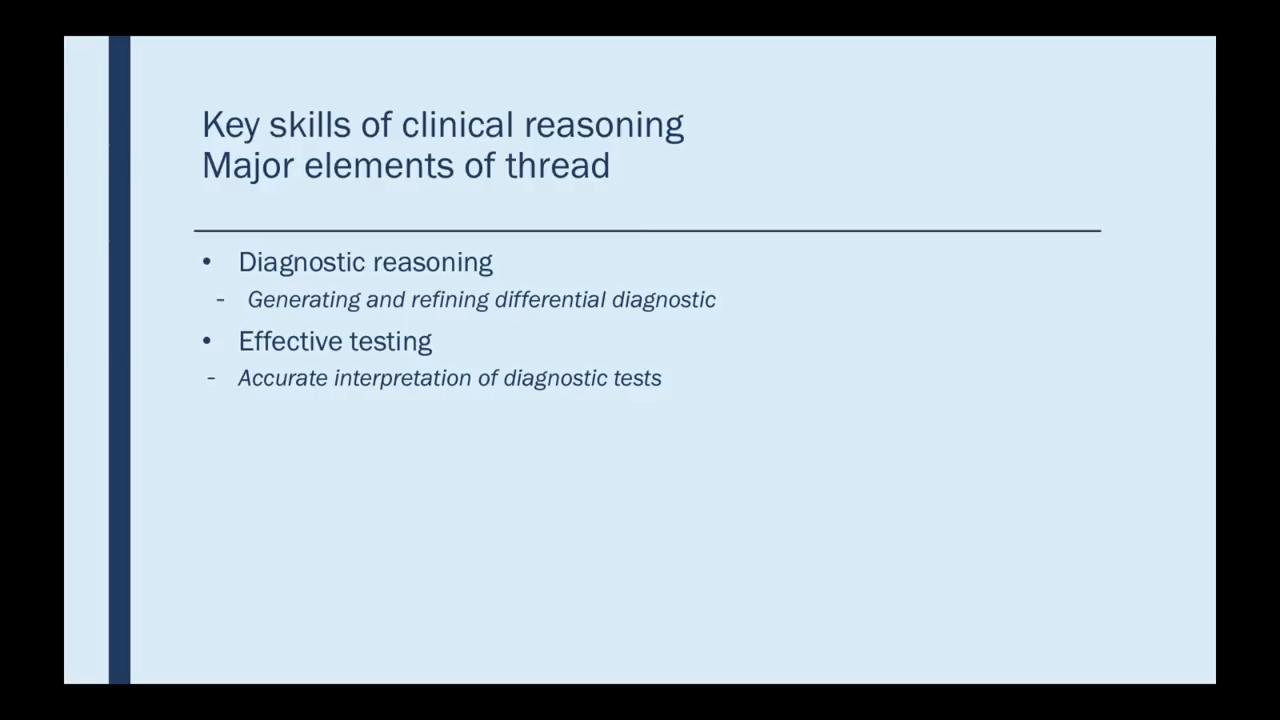 Key skills of clinical reasoning
Major elements of thread
• Diagnostic reasoning
- Generating and refining differential diagnostic
• Effective testing
- Accurate interpretation of diagnostic tests